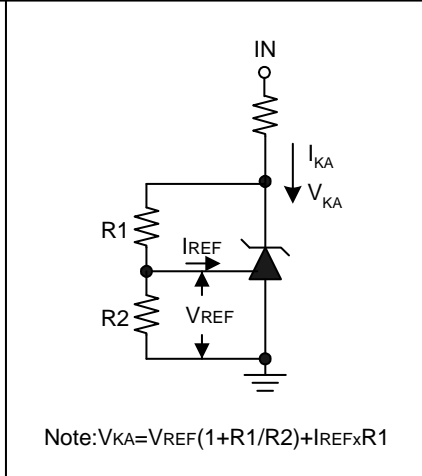 IN
IKA
VKA
R1
IREF
R2
VREF
Note:VKA=VREF(1+R1/R2)+IREFxR1